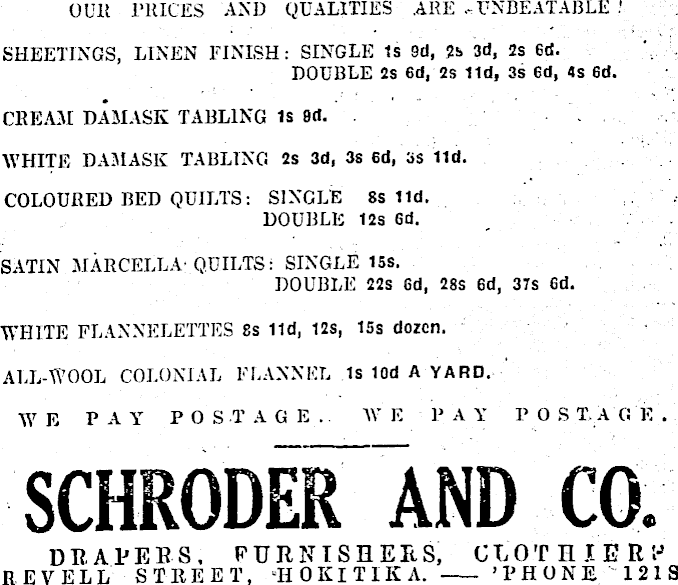 OUR PRICES AND QUALITIES ARE UNBEATABLE!
SHEETINGS, LINEN FINISH: SINGLE 1s 9d, 2s 3d, 2s 6d.
DOUBLE 2s 6d, 2s 11d, 3s 6d, 4s 6d.
CREAM DAMASK TABLING 1s 9d.
WHITE DAMASK TABLING 2s 3d, 3s 6d, 3s 11d.
COLOURED BED QUILTS: SINGLE 8s 11d.
DOUBLE 12s 6d.
SATIN MARCELLA QUILTS: SINGLE 15s.
DOUBLE 22s 6d, 28s 6d, 37s 6d.
WHITE FLANNELETTES 8s 11d, 12s, 15s dozen.
ALL-WOOL COLONIAL FLANNEL 1s 10d A YARD.
WE PAY POSTAGE. WE PAY POSTAGE.
SCHRODER AND CO.
DRAPERS, FURNISHERS, CLOTHIERS
REVELL STREET, HOKITIKA. — 'PHONE 121S